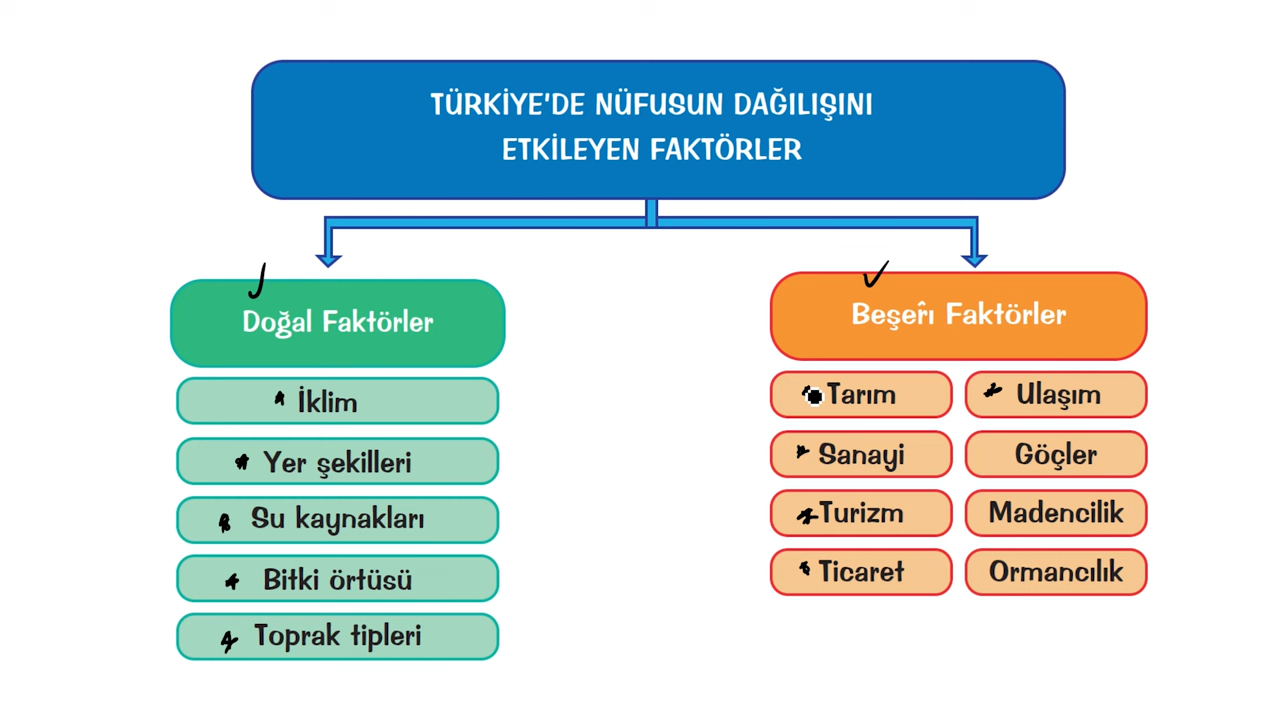 TÜRKİYE'DE NÜFUSUN DAĞILIŞINI
ETKİLEYEN FAKTÖRLER
Doğal Faktörler
İklim
Yer şekilleri
Su kaynakları
Bitki örtüsü
Toprak tipleri
Beşerî Faktörler
Tarım
Ulaşım
Sanayi
Göçler
Turizm
Madencilik
Ticaret
Ormancılık